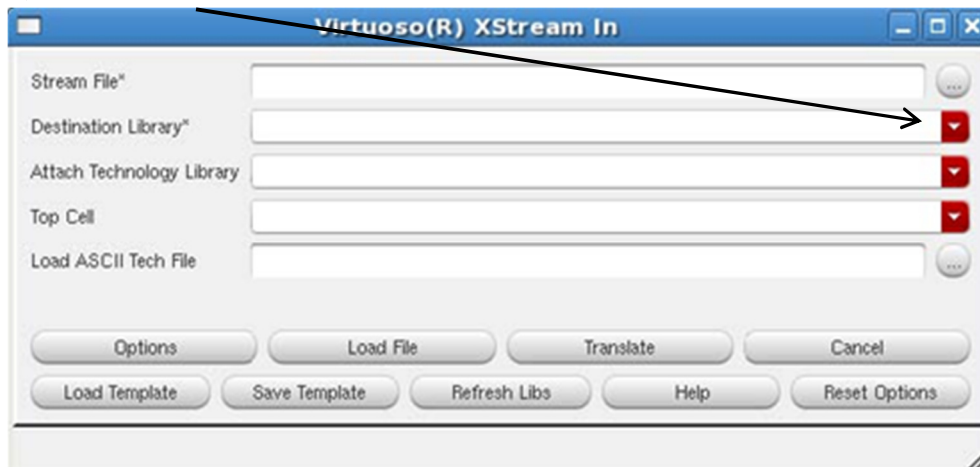 Virtuoso(R) XStream In
Stream File*
...
Destination Library*
Attach Technology Library
Top Cell
Load ASCII Tech File
...
Options Load File Translate Cancel
Load Template Save Template Refresh Libs Help Reset Options